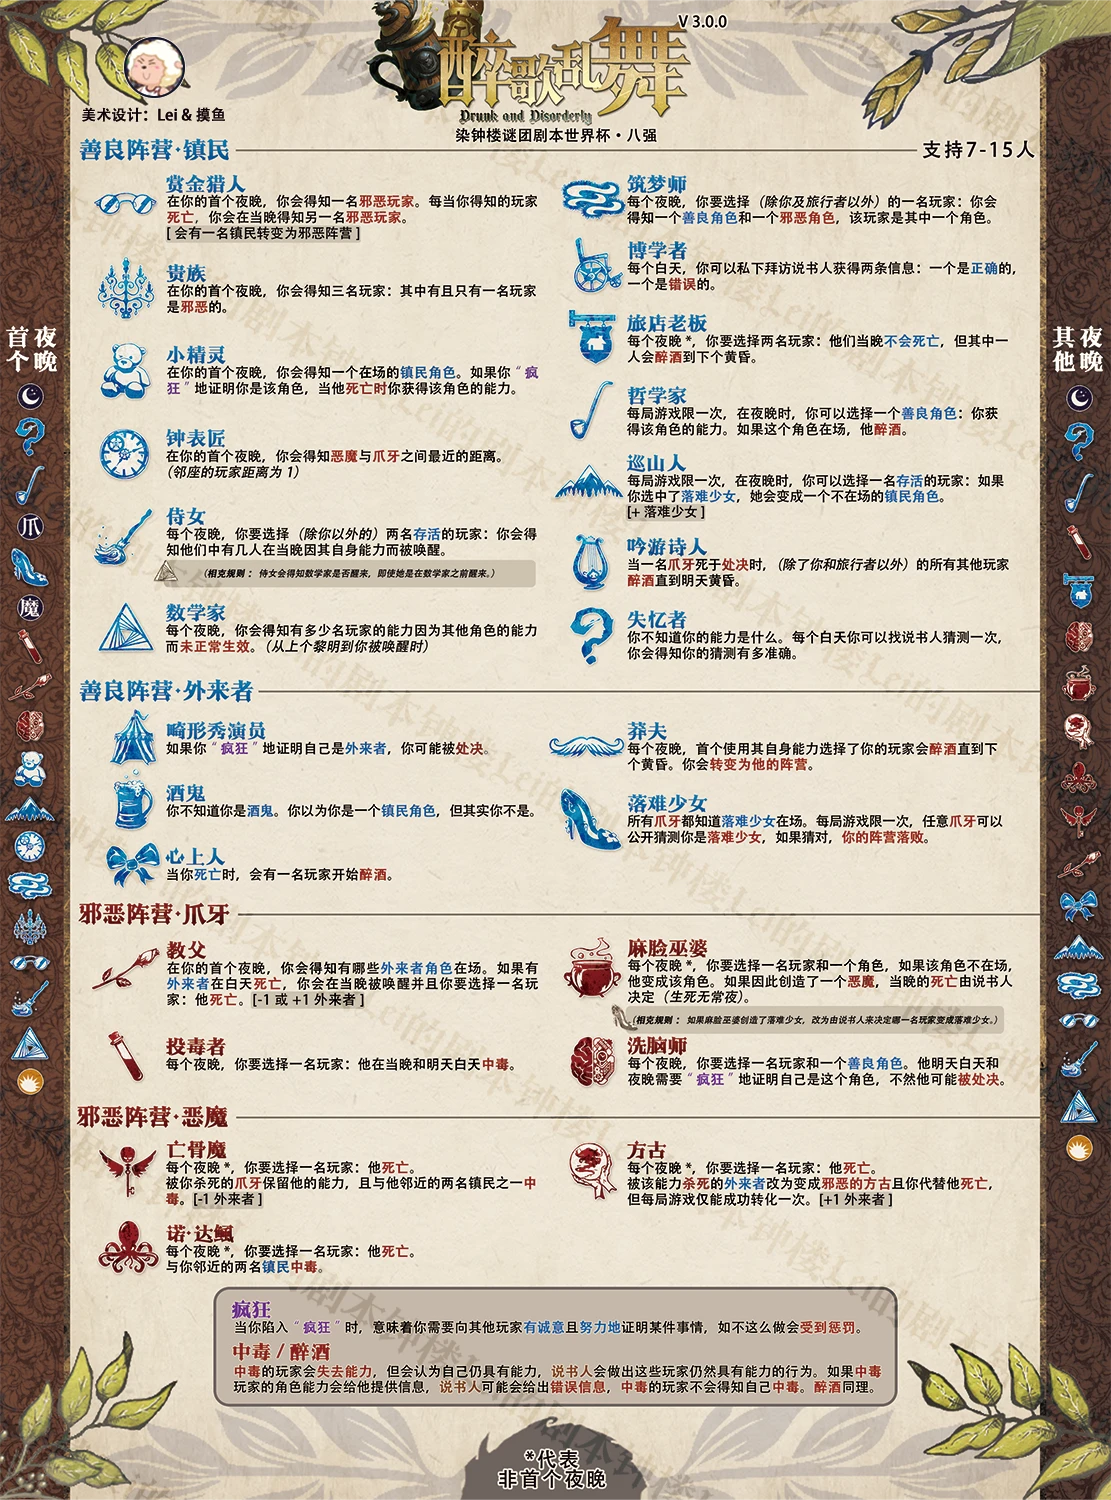 V 3.0.0
醉歌乱舞
Drunk and Disorderly
染钟楼谜团剧本世界杯·八强
美术设计：Lei & 摸鱼
善良阵营·镇民
支持7-15人
赏金猎人
在你的首个夜晚，你会得知一名邪恶玩家。每当你得知的玩家
死亡，你会在当晚得知另一名邪恶玩家。
[ 会有一名镇民转变为邪恶阵营 ]
贵族
在你的首个夜晚，你会得知三名玩家：其中有且只有一名玩家
是邪恶的。
小精灵
在你的首个夜晚，你会得知一个在场的镇民角色。如果你“疯
狂”地证明你是该角色，当他死亡时你获得该角色的能力。
钟表匠
在你的首个夜晚，你会得知恶魔与爪牙之间最近的距离。
（邻座的玩家距离为 1）
侍女
每个夜晚，你要选择（除你以外的）两名存活的玩家：你会得
知他们中有几人在当晚因其自身能力而被唤醒。
（相克规则： 侍女会得知数学家是否醒来，即使她是在数学家之前醒来。）
数学家
每个夜晚，你会得知有多少名玩家的能力因为其他角色的能力
而未正常生效。（从上个黎明到你被唤醒时）
筑梦师
每个夜晚，你要选择（除你及旅行者以外）的一名玩家：你会
得知一个善良角色和一个邪恶角色，该玩家是其中一个角色。
博学者
每个白天，你可以私下拜访说书人获得两条信息：一个是正确的，
一个是错误的。
旅店老板
每个夜晚 *，你要选择两名玩家：他们当晚不会死亡，但其中一
人会醉酒到下个黄昏。
哲学家
每局游戏限一次，在夜晚时，你可以选择一个善良角色：你获
得该角色的能力。如果这个角色在场，他醉酒。
巡山人
每局游戏限一次，在夜晚时，你可以选择一名存活的玩家：如果
你选中了落难少女，她会变成一个不在场的镇民角色。
[+ 落难少女 ]
吟游诗人
当一名爪牙死于处决时，（除了你和旅行者以外）的所有其他玩家
醉酒直到明天黄昏。
失忆者
你不知道你的能力是什么。每个白天你可以找说书人猜测一次，
你会得知你的猜测有多准确。
善良阵营·外来者
畸形秀演员
如果你“疯狂”地证明自己是外来者，你可能被处决。
酒鬼
你不知道你是酒鬼。你以为你是一个镇民角色，但其实你不是。
心上人
当你死亡时，会有一名玩家开始醉酒。
莽夫
每个夜晚，首个使用其自身能力选择了你的玩家会醉酒直到下
个黄昏。你会转变为他的阵营。
落难少女
所有爪牙都知道落难少女在场。每局游戏限一次，任意爪牙可以
公开猜测你是落难少女，如果猜对，你的阵营落败。
邪恶阵营·爪牙
教父
在你的首个夜晚，你会得知有哪些外来者角色在场。如果有
外来者在白天死亡，你会在当晚被唤醒并且你要选择一名玩
家：他死亡。[-1 或 +1 外来者 ]
投毒者
每个夜晚，你要选择一名玩家：他在当晚和明天白天中毒。
麻脸巫婆
每个夜晚 *，你要选择一名玩家和一个角色，如果该角色不在场，
他变成该角色。如果因此创造了一个恶魔，当晚的死亡由说书人
决定（生死无常夜）。
（相克规则： 如果麻脸巫婆创造了落难少女，改为由说书人来决定哪一名玩家变成落难少女。）
洗脑师
每个夜晚，你要选择一名玩家和一个善良角色。他明天白天和
夜晚需要“疯狂”地证明自己是这个角色，不然他可能被处决。
邪恶阵营·恶魔
亡骨魔
每个夜晚 *，你要选择一名玩家：他死亡。
被你杀死的爪牙保留他的能力，且与他邻近的两名镇民之一中
毒。[-1 外来者 ]
诺·达鲺
每个夜晚 *，你要选择一名玩家：他死亡。
与你邻近的两名镇民中毒。
方古
每个夜晚 *，你要选择一名玩家：他死亡。
被该能力杀死的外来者改为变成邪恶的方古且你代替他死亡，
但每局游戏仅能成功转化一次。[+1 外来者 ]
疯狂
当你陷入“疯狂”时，意味着你需要向其他玩家有诚意且努力地证明某件事情，如不这么做会受到惩罚。
中毒 / 醉酒
中毒的玩家会失去能力，但会认为自己仍具有能力，说书人会做出这些玩家仍然具有能力的行为。如果中毒
玩家的角色能力会给他提供信息，说书人可能会给出错误信息，中毒的玩家不会得知自己中毒。醉酒同理。
*代表
非首个夜晚
首个夜晚
爪
魔
其他夜晚